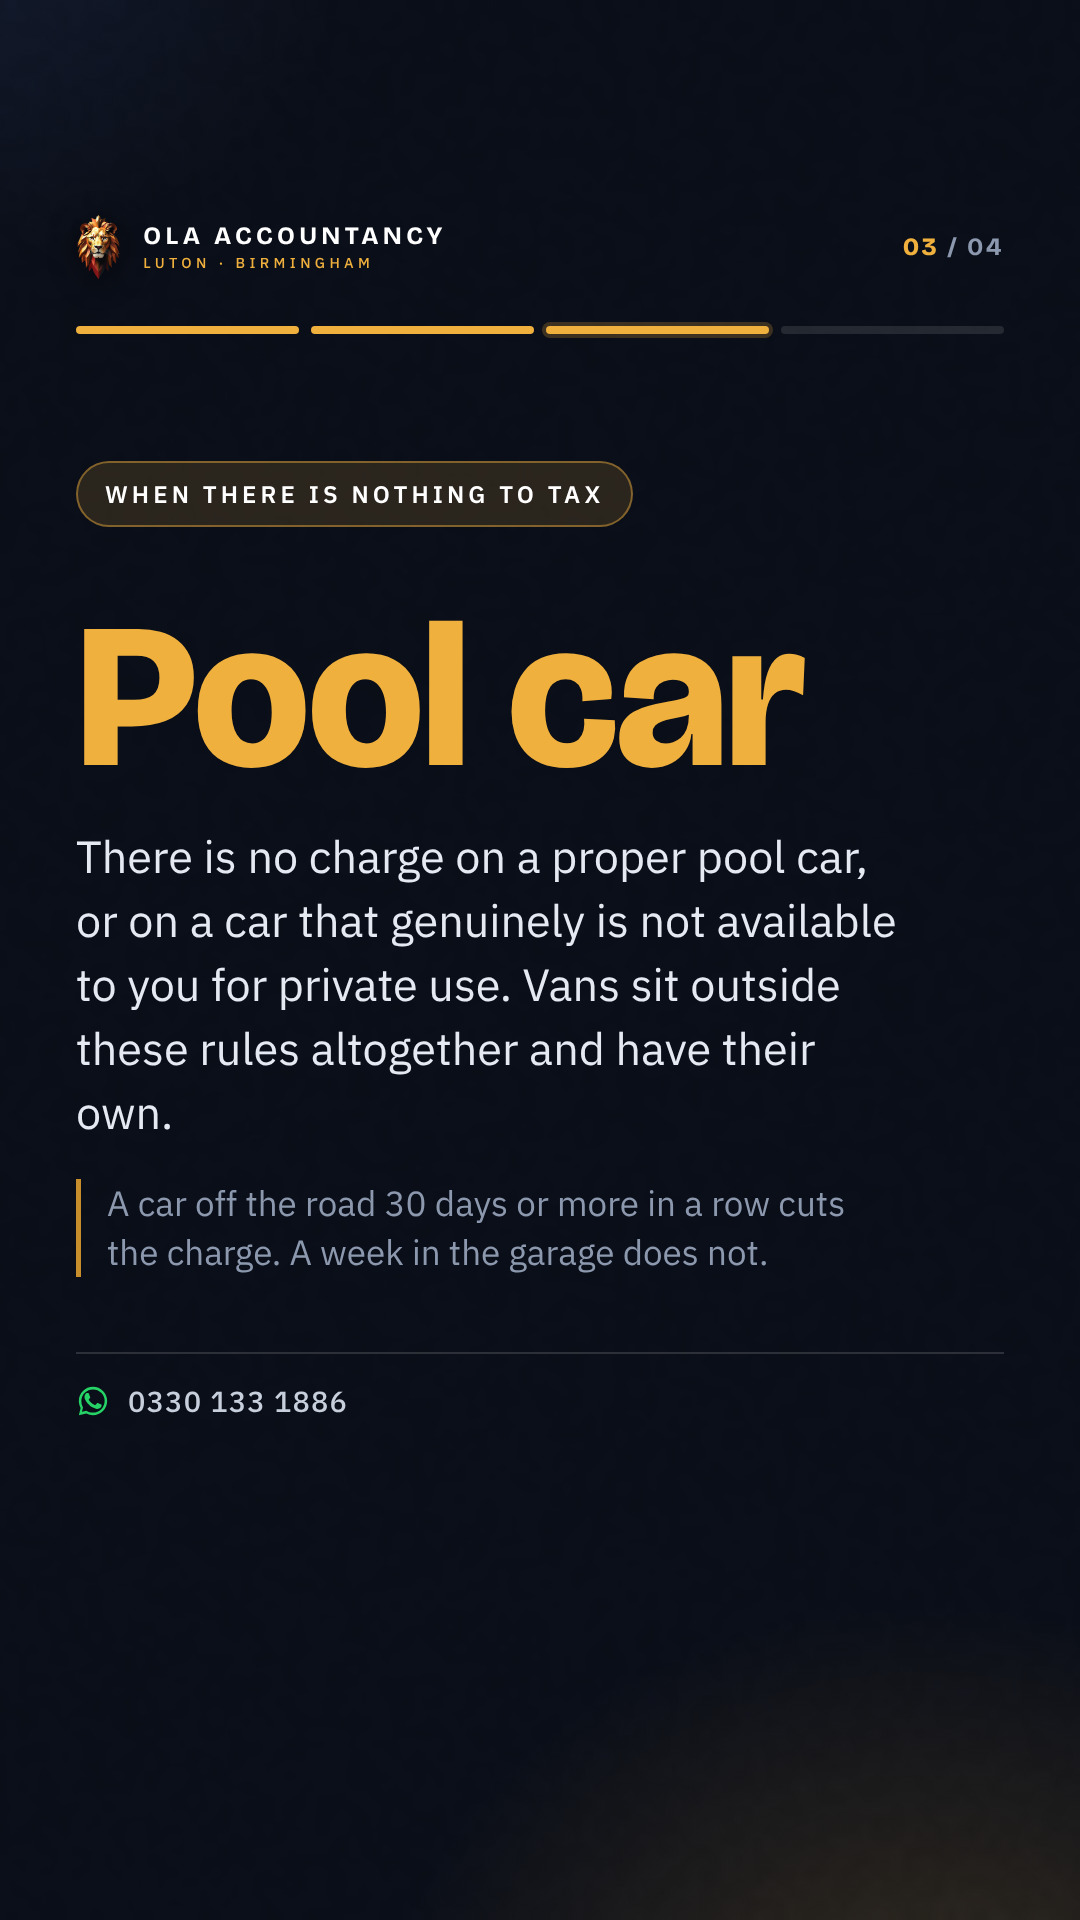 OLA ACCOUNTANCY
LUTON · BIRMINGHAM
03 / 04
WHEN THERE IS NOTHING TO TAX
Pool car
There is no charge on a proper pool car,
or on a car that genuinely is not available
to you for private use. Vans sit outside
these rules altogether and have their
own.
A car off the road 30 days or more in a row cuts
the charge. A week in the garage does not.
0330 133 1886